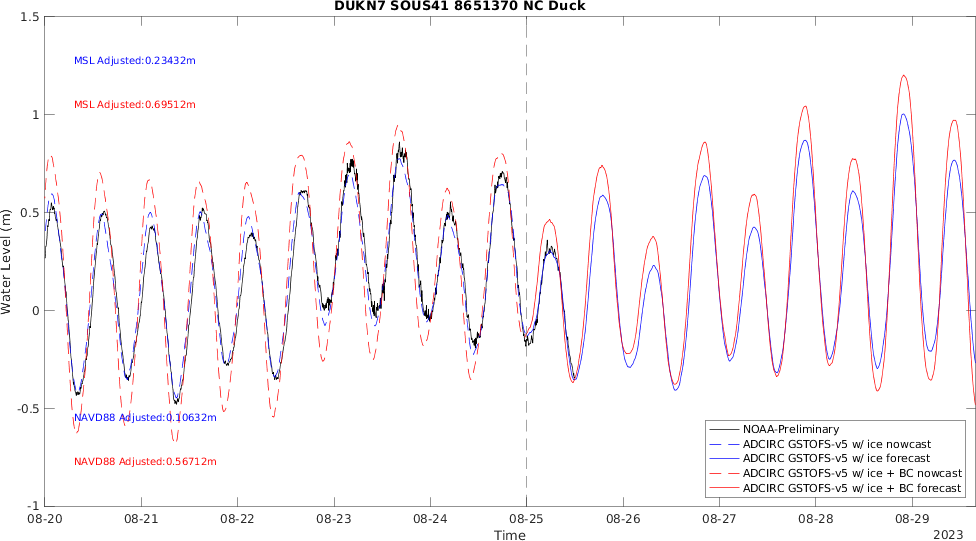 DUKN7 SOUS41 8651370 NC Duck
1.5
MSL Adjusted:0.23432m
MSL Adjusted:0.69512m
1
0.5
Water Level (m)
0
-0.5
NAVD88 Adjusted:0.10632m
NAVD88 Adjusted:0.56712m
-1
NOAA-Preliminary
ADCIRC GSTOFS-v5 w/ ice nowcast
ADCIRC GSTOFS-v5 w/ ice forecast
ADCIRC GSTOFS-v5 w/ ice + BC nowcast
ADCIRC GSTOFS-v5 w/ ice + BC forecast
08-20 08-21 08-22 08-23 08-24 08-25 08-26 08-27 08-28 08-29
Time
2023